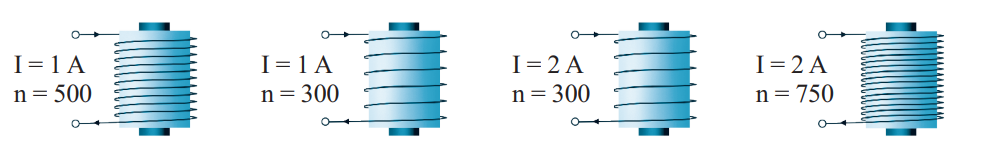 I = 1 A
n = 500
I = 1 A
n = 300
I = 2 A
n = 300
I = 2 A
n = 750